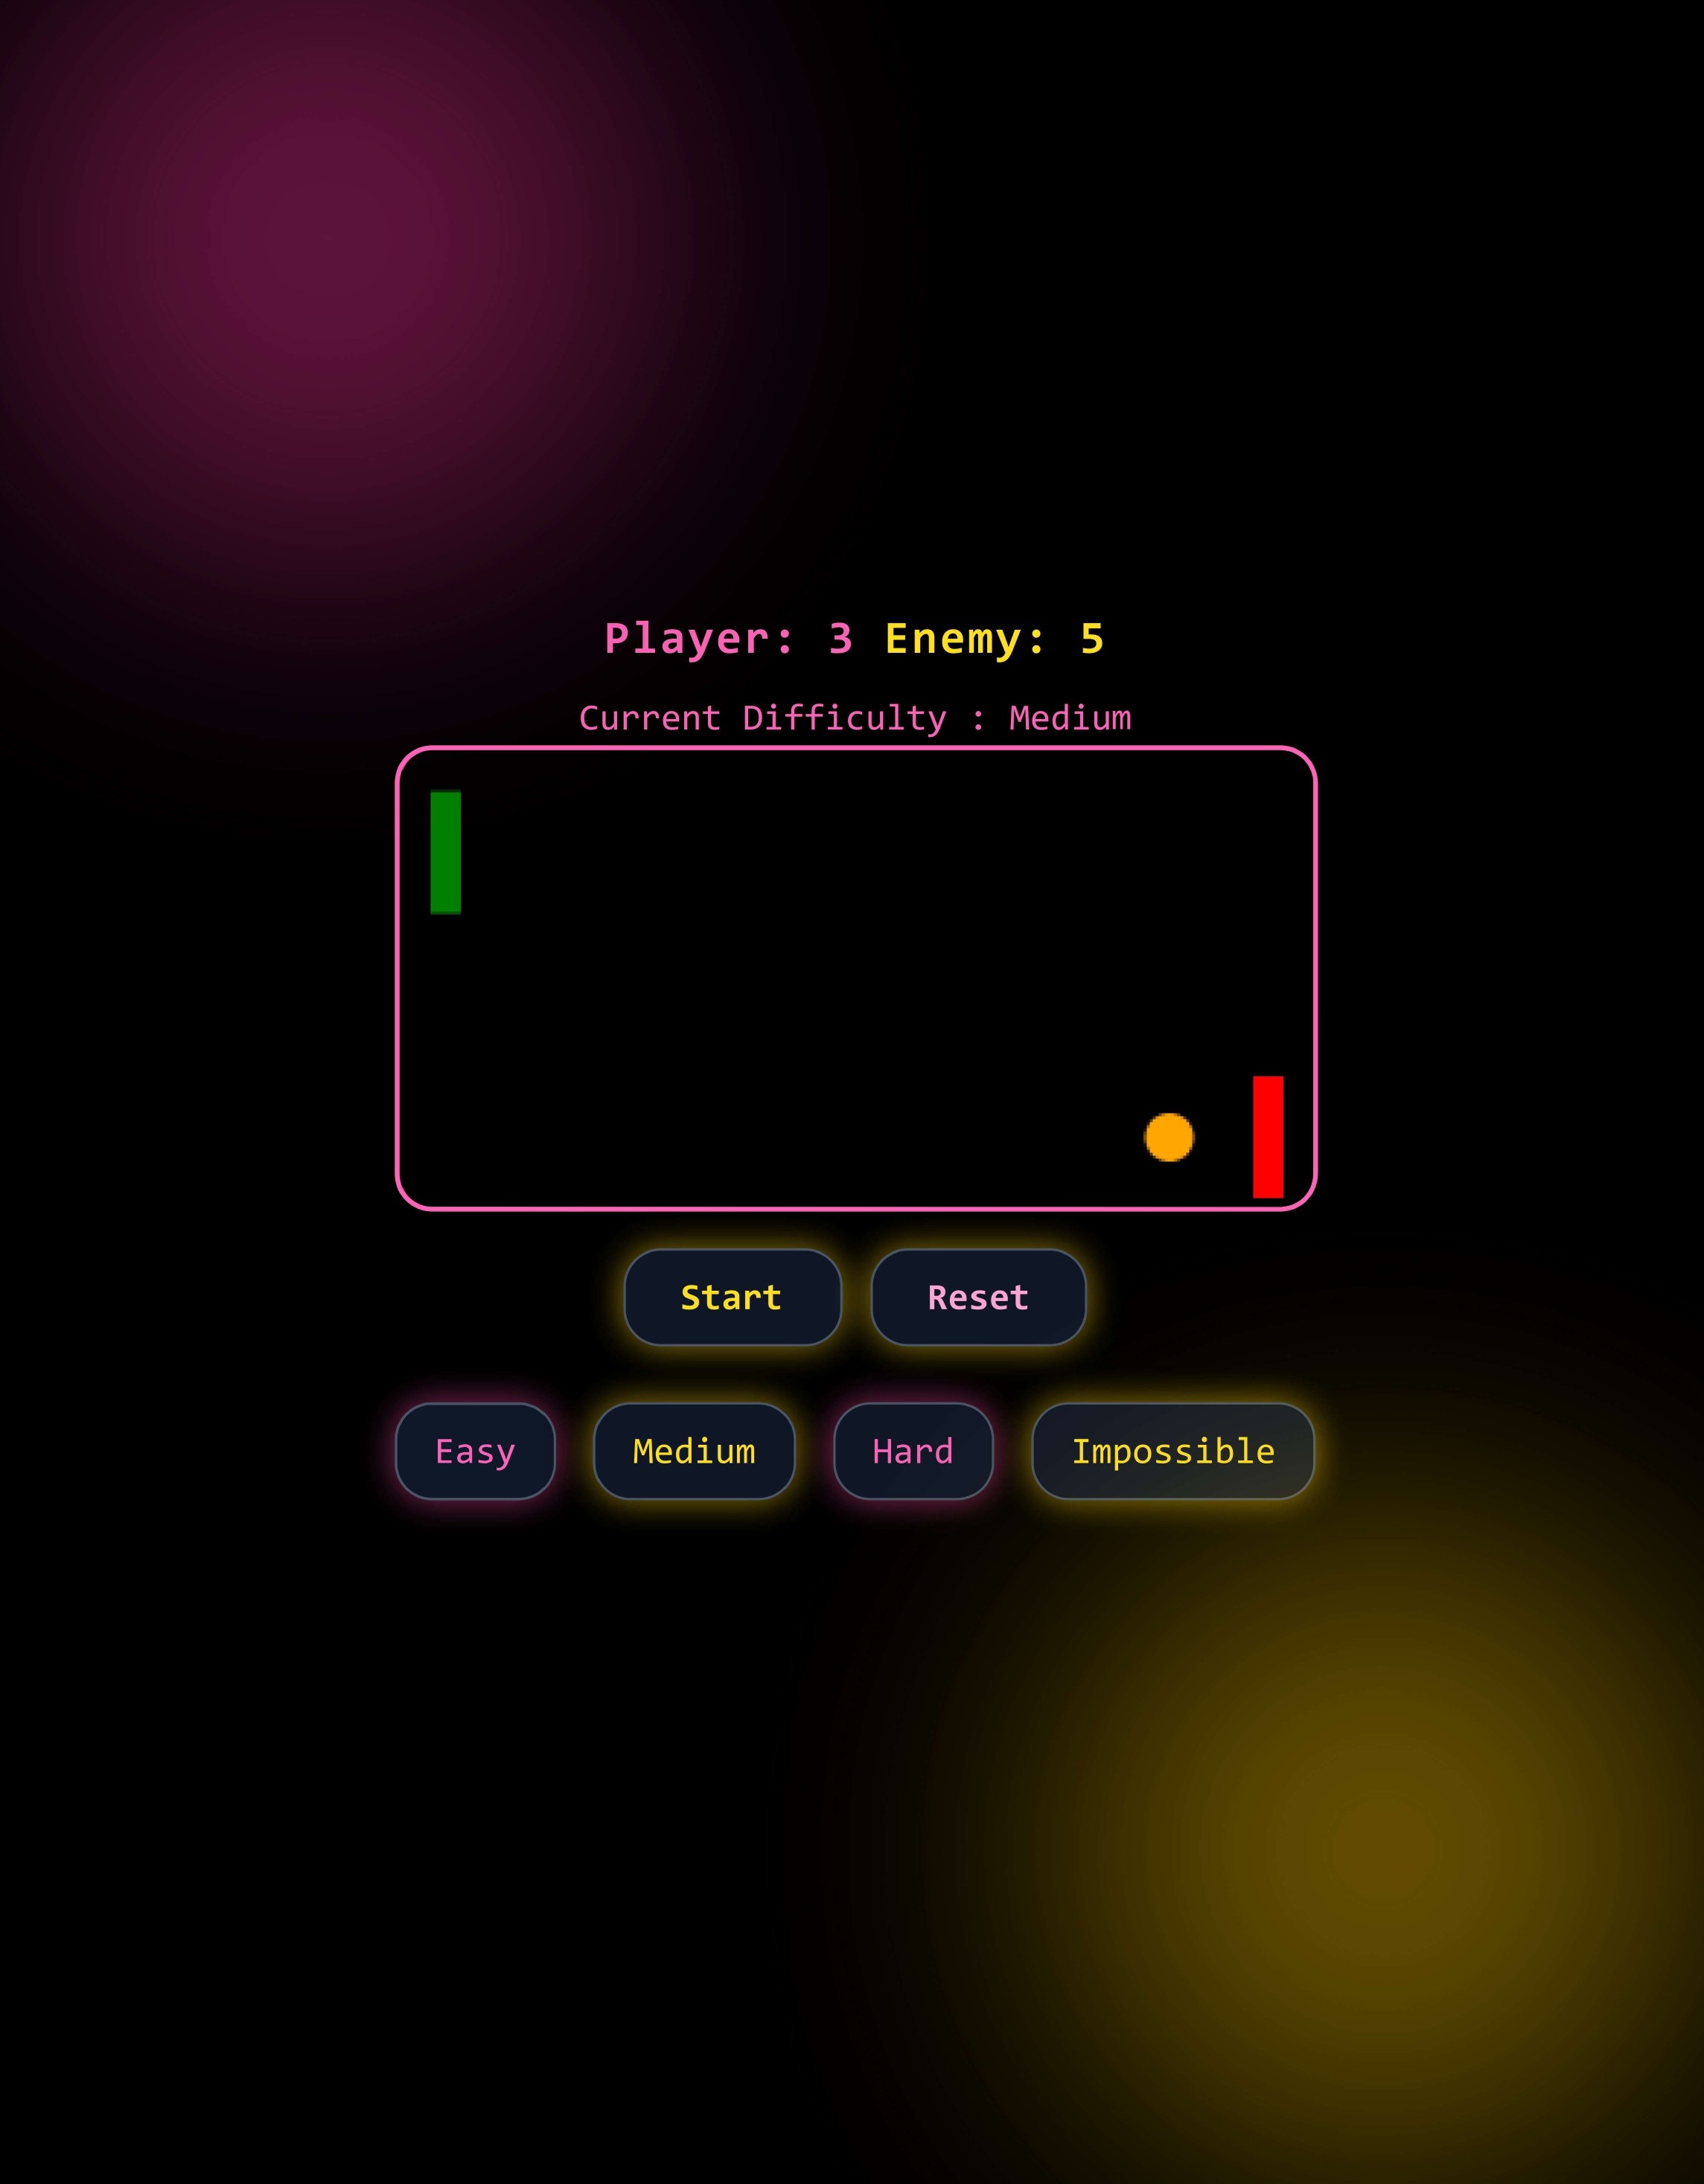 Player: 3 Enemy: 5
Current Difficulty : Medium
Start Reset
Easy Medium Hard Impossible